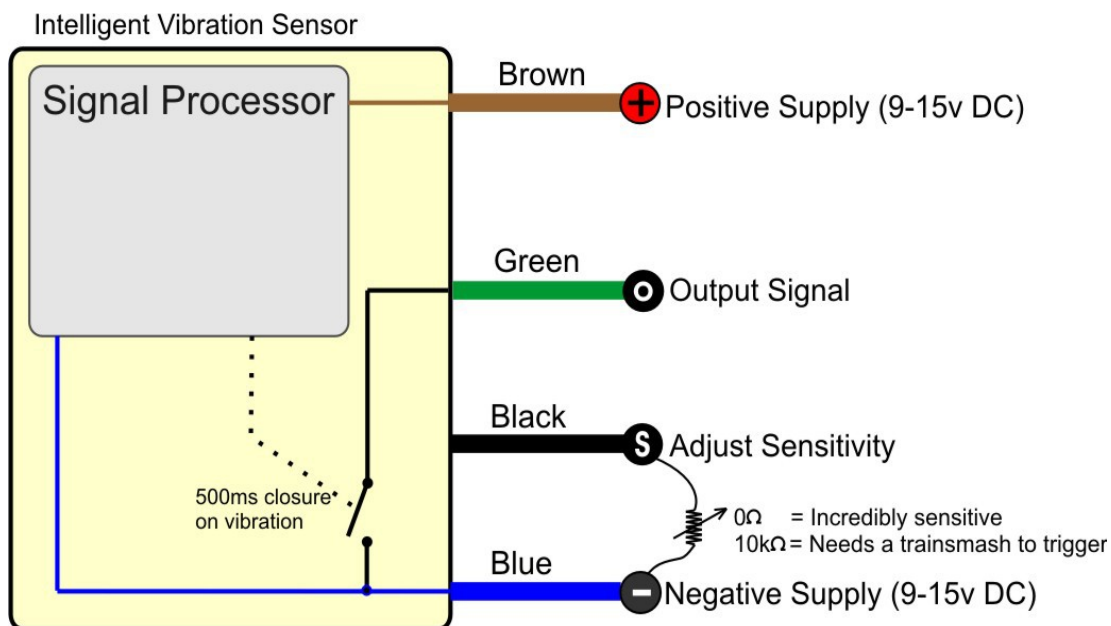 Intelligent Vibration Sensor
Signal Processor
Brown
+ Positive Supply (9-15v DC)
Green
O Output Signal
Black
S Adjust Sensitivity
500ms closure
on vibration
0Ω = Incredibly sensitive
10kΩ = Needs a trainsmash to trigger
Blue
- Negative Supply (9-15v DC)